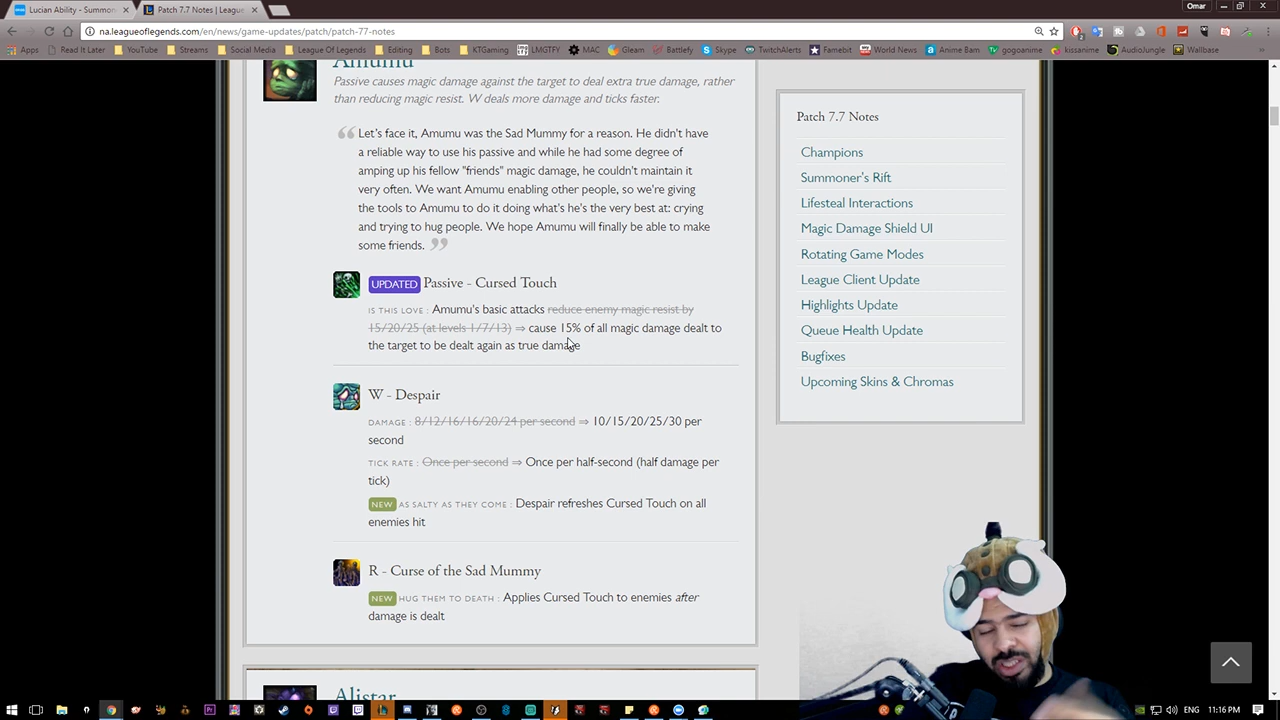 Lucian Ability - Summon
Patch 7.7 Notes | League
Omar
na.leagueoflegends.com/en/news/game-updates/patch/patch-77-notes
Apps Read It Later YouTube Streams Social Media League Of Legends Editing Bots KTGaming LMGTFY MAC Gleam Battlefy Skype TwitchAlerts Famebit World News Anime Bam gogoanime kissanime AudioJungle Wallbase
Amumu
Passive causes magic damage against the target to deal extra true damage, rather
than reducing magic resist. W deals more damage and ticks faster.
Let's face it, Amumu was the Sad Mummy for a reason. He didn't have
a reliable way to use his passive and while he had some degree of
amping up his fellow "friends" magic damage, he couldn't maintain it
very often. We want Amumu enabling other people, so we're giving
the tools to Amumu to do it doing what's he's the very best at: crying
and trying to hug people. We hope Amumu will finally be able to make
some friends.
UPDATED Passive - Cursed Touch
IS THIS LOVE : Amumu's basic attacks reduce enemy magic resist by
15/20/25 (at levels 1/7/13) ⇒ cause 15% of all magic damage dealt to
the target to be dealt again as true damage
W - Despair
DAMAGE : 8/12/16/16/20/24 per second ⇒ 10/15/20/25/30 per
second
TICK RATE : Once per second ⇒ Once per half-second (half damage per
tick)
NEW AS SALTY AS THEY COME : Despair refreshes Cursed Touch on all
enemies hit
R - Curse of the Sad Mummy
NEW HUG THEM TO DEATH : Applies Cursed Touch to enemies after
damage is dealt
Alistar
Patch 7.7 Notes
Champions
Summoner's Rift
Lifesteal Interactions
Magic Damage Shield UI
Rotating Game Modes
League Client Update
Highlights Update
Queue Health Update
Bugfixes
Upcoming Skins & Chromas
ENG 11:16 PM